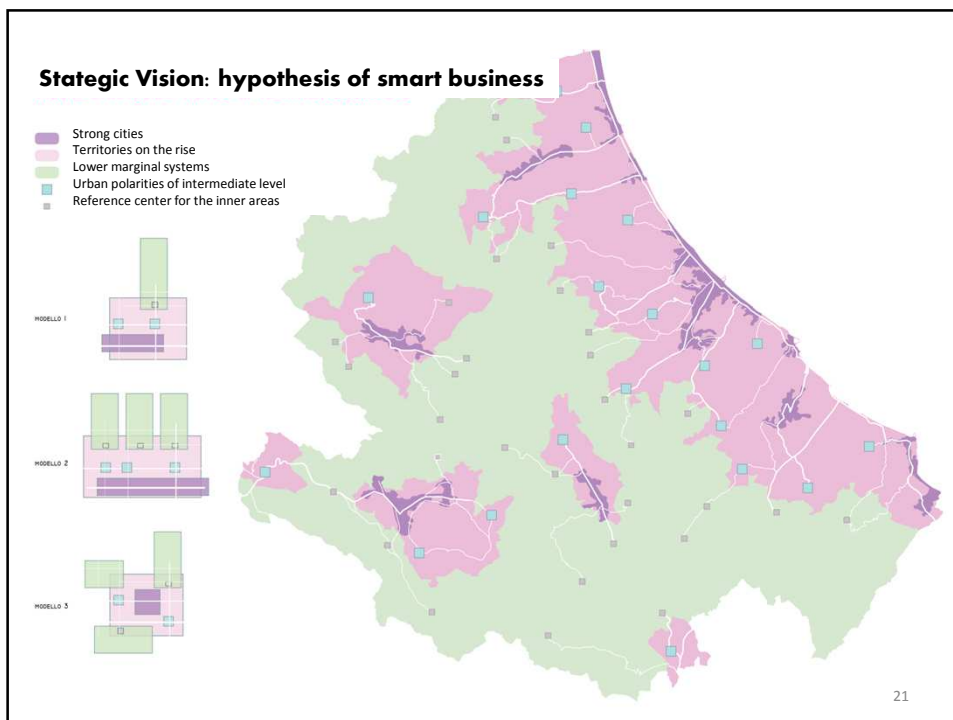 Stategic Vision: hypothesis of smart business
Strong cities
Territories on the rise
Lower marginal systems
Urban polarities of intermediate level
Reference center for the inner areas
MODELLO 1
MODELLO 2
MODELLO 3
21